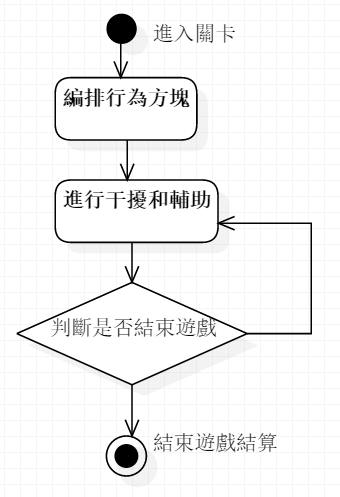 進入關卡
編排行為方塊
進行干擾和輔助
判斷是否結束遊戲
結束遊戲結算